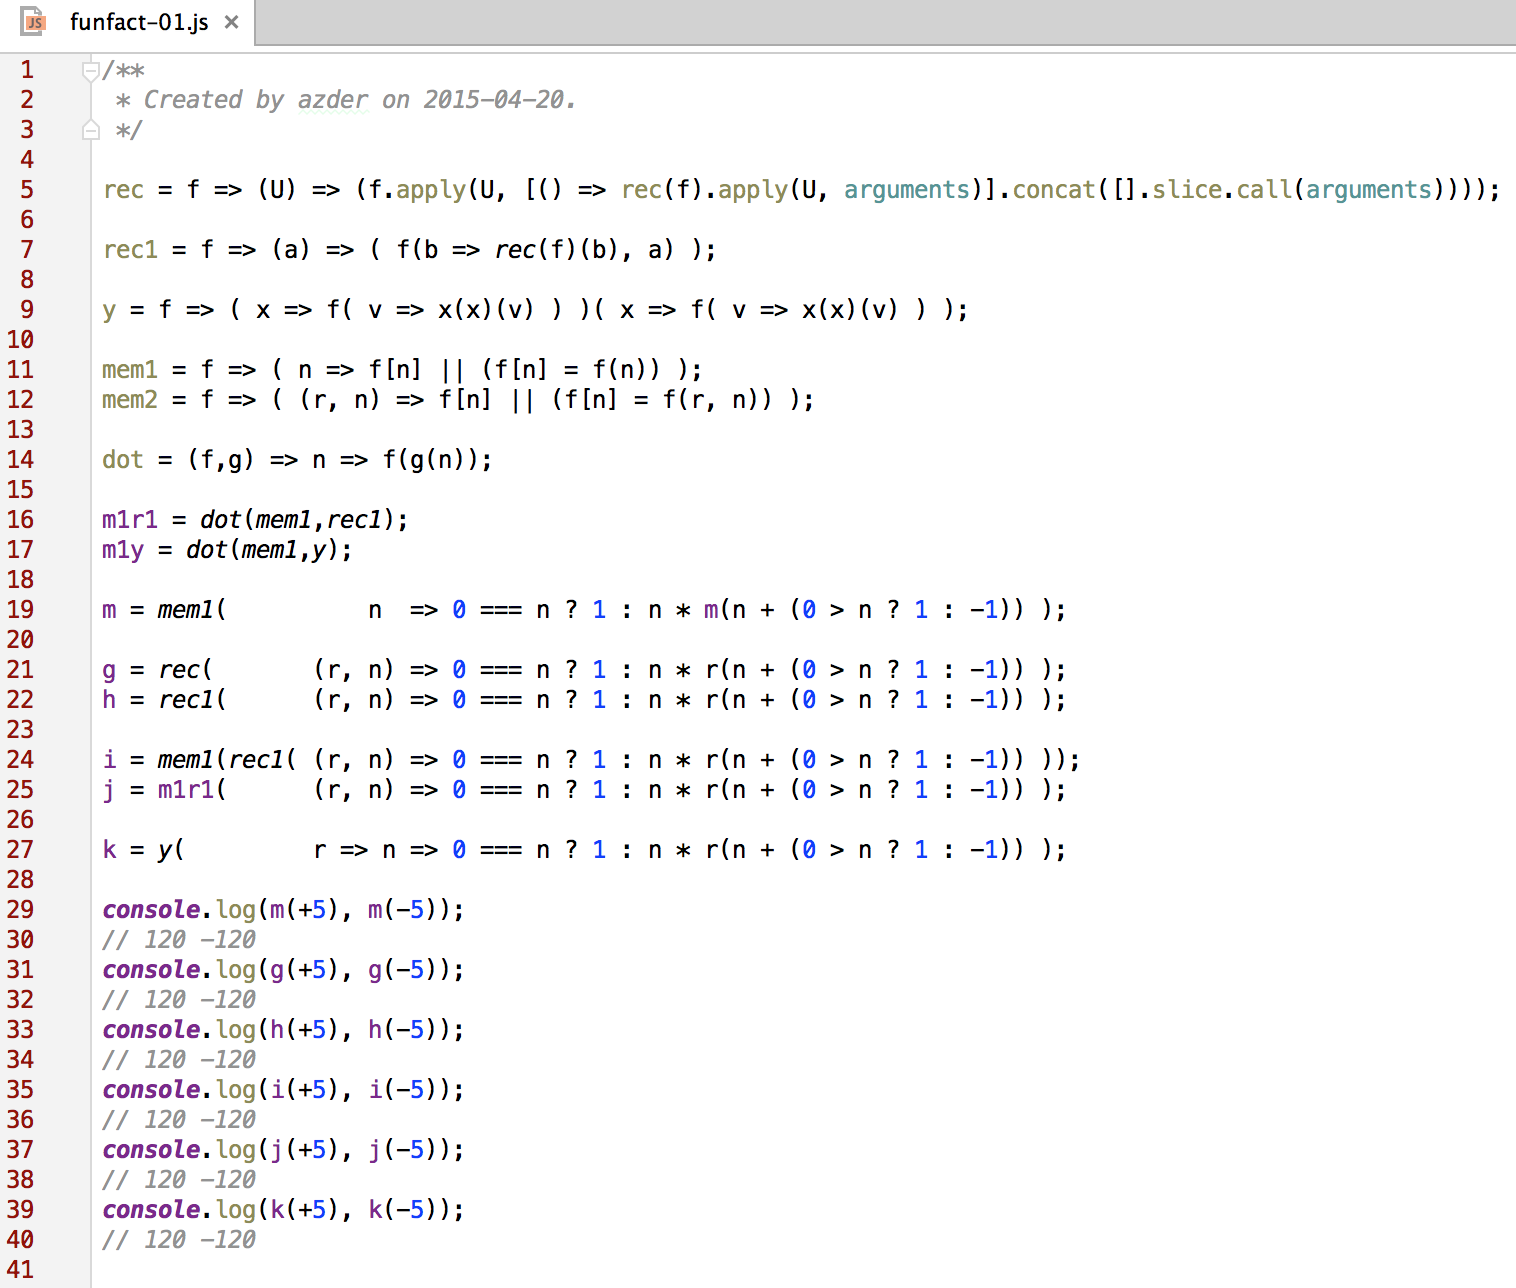 funfact-01.js ×
1 /**
2  * Created by azder on 2015-04-20.
3  */
4
5 rec = f => (U) => (f.apply(U, [() => rec(f).apply(U, arguments)].concat([].slice.call(arguments))));
6
7 rec1 = f => (a) => ( f(b => rec(f)(b), a) );
8
9 y = f => ( x => f( v => x(x)(v) ) )( x => f( v => x(x)(v) ) );
10
11 mem1 = f => ( n => f[n] || (f[n] = f(n)) );
12 mem2 = f => ( (r, n) => f[n] || (f[n] = f(r, n)) );
13
14 dot = (f,g) => n => f(g(n));
15
16 m1r1 = dot(mem1,rec1);
17 m1y = dot(mem1,y);
18
19 m = mem1(          n  => 0 === n ? 1 : n * m(n + (0 > n ? 1 : -1)) );
20
21 g = rec(       (r, n) => 0 === n ? 1 : n * r(n + (0 > n ? 1 : -1)) );
22 h = rec1(      (r, n) => 0 === n ? 1 : n * r(n + (0 > n ? 1 : -1)) );
23
24 i = mem1(rec1( (r, n) => 0 === n ? 1 : n * r(n + (0 > n ? 1 : -1)) ));
25 j = m1r1(      (r, n) => 0 === n ? 1 : n * r(n + (0 > n ? 1 : -1)) );
26
27 k = y(         r => n => 0 === n ? 1 : n * r(n + (0 > n ? 1 : -1)) );
28
29 console.log(m(+5), m(-5));
30 // 120 -120
31 console.log(g(+5), g(-5));
32 // 120 -120
33 console.log(h(+5), h(-5));
34 // 120 -120
35 console.log(i(+5), i(-5));
36 // 120 -120
37 console.log(j(+5), j(-5));
38 // 120 -120
39 console.log(k(+5), k(-5));
40 // 120 -120
41